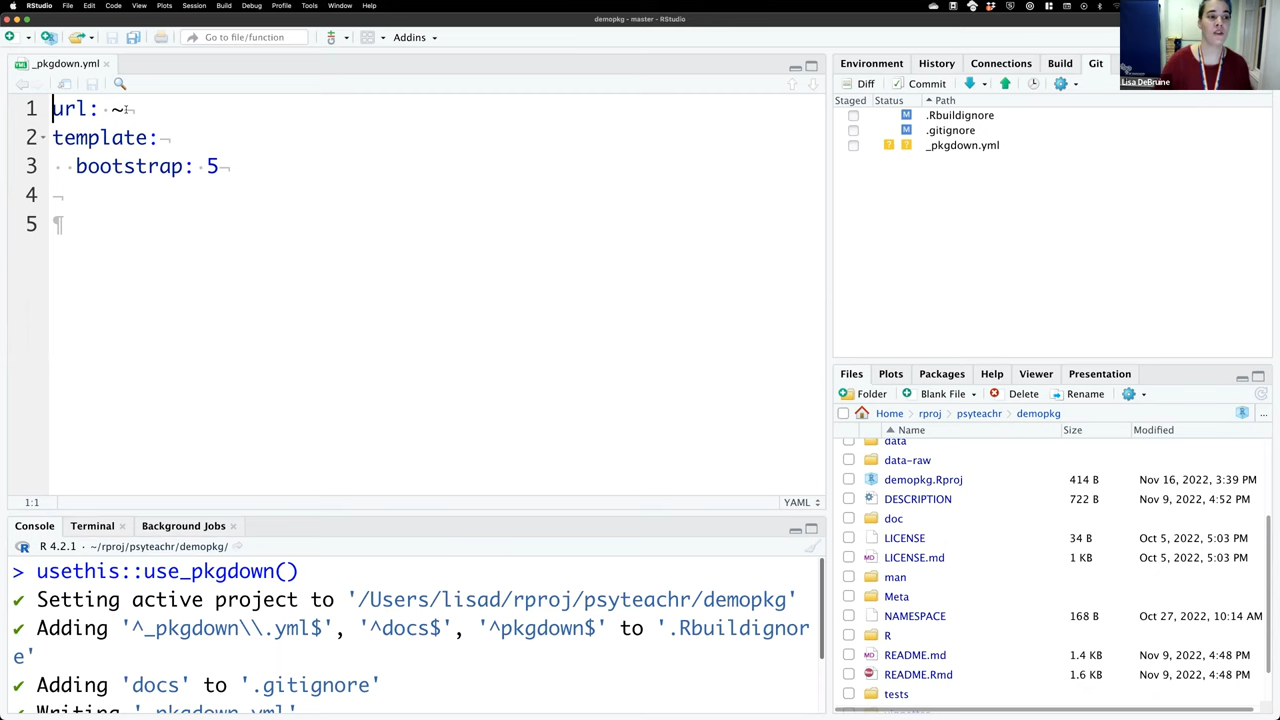 RStudio File Edit Code View Plots Session Build Debug Profile Tools Window Help
demopkg - master - RStudio
Go to file/function
Addins
_pkgdown.yml
1 url: ~
2 template:
3 bootstrap: 5
4
5
1:1
YAML
Console Terminal Background Jobs
R 4.2.1 · ~/rproj/psyteachr/demopkg/
> usethis::use_pkgdown()
✔ Setting active project to '/Users/lisad/rproj/psyteachr/demopkg'
✔ Adding '^_pkgdown\\.yml$', '^docs$', '^pkgdown$' to '.Rbuildignor
e'
✔ Adding 'docs' to '.gitignore'
✔ Writing '_pkgdown.yml'
Environment History Connections Build Git
Diff Commit
Staged Status Path
M .Rbuildignore
M .gitignore
? ? _pkgdown.yml
Lisa DeBruine
Files Plots Packages Help Viewer Presentation
Folder Blank File Delete Rename
Home rproj psyteachr demopkg
Name Size Modified
data
data-raw
demopkg.Rproj 414 B Nov 16, 2022, 3:39 PM
DESCRIPTION 722 B Nov 9, 2022, 4:52 PM
doc
LICENSE 34 B Oct 5, 2022, 5:03 PM
LICENSE.md 1 KB Oct 5, 2022, 5:03 PM
man
Meta
NAMESPACE 168 B Oct 27, 2022, 10:14 AM
R
README.md 1.4 KB Nov 9, 2022, 4:48 PM
README.Rmd 1.6 KB Nov 9, 2022, 4:48 PM
tests